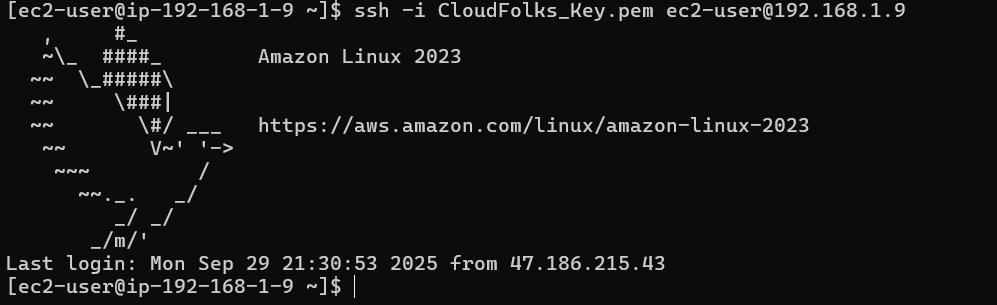 [ec2-user@ip-192-168-1-9 ~]$ ssh -i CloudFolks_Key.pem ec2-user@192.168.1.9
   ,     #_
   ~\_  ####_        Amazon Linux 2023
  ~~  \_#####\
  ~~     \###|
  ~~       \#/ ___   https://aws.amazon.com/linux/amazon-linux-2023
   ~~       V~' '->
    ~~~         /
      ~~._.   _/
         _/ _/
       _/m/'
Last login: Mon Sep 29 21:30:53 2025 from 47.186.215.43
[ec2-user@ip-192-168-1-9 ~]$